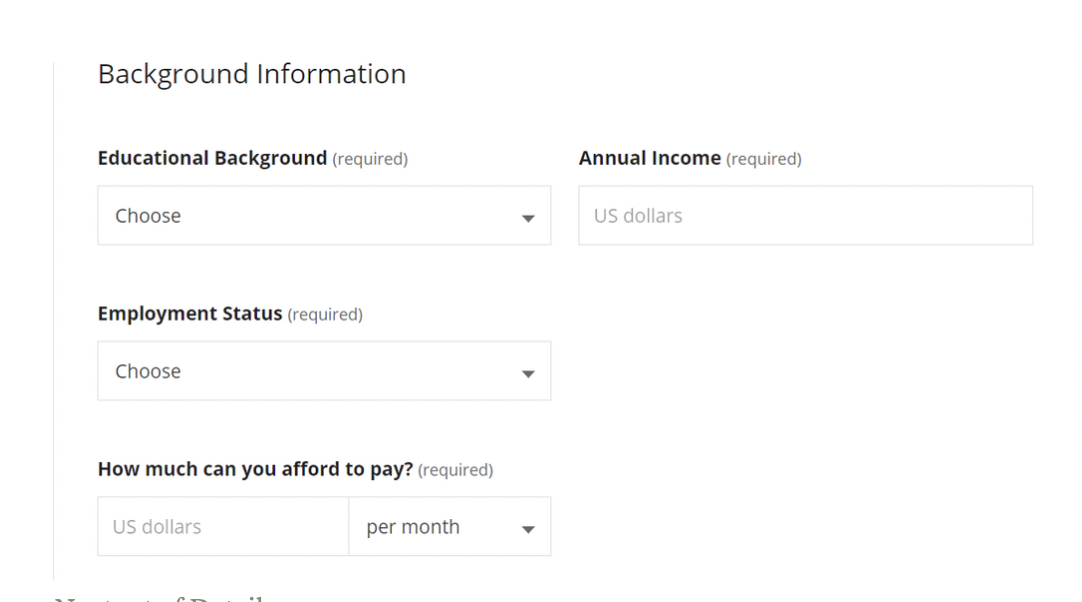 Background Information
Educational Background (required)
Choose
Annual Income (required)
US dollars
Employment Status (required)
Choose
How much can you afford to pay? (required)
US dollars
per month